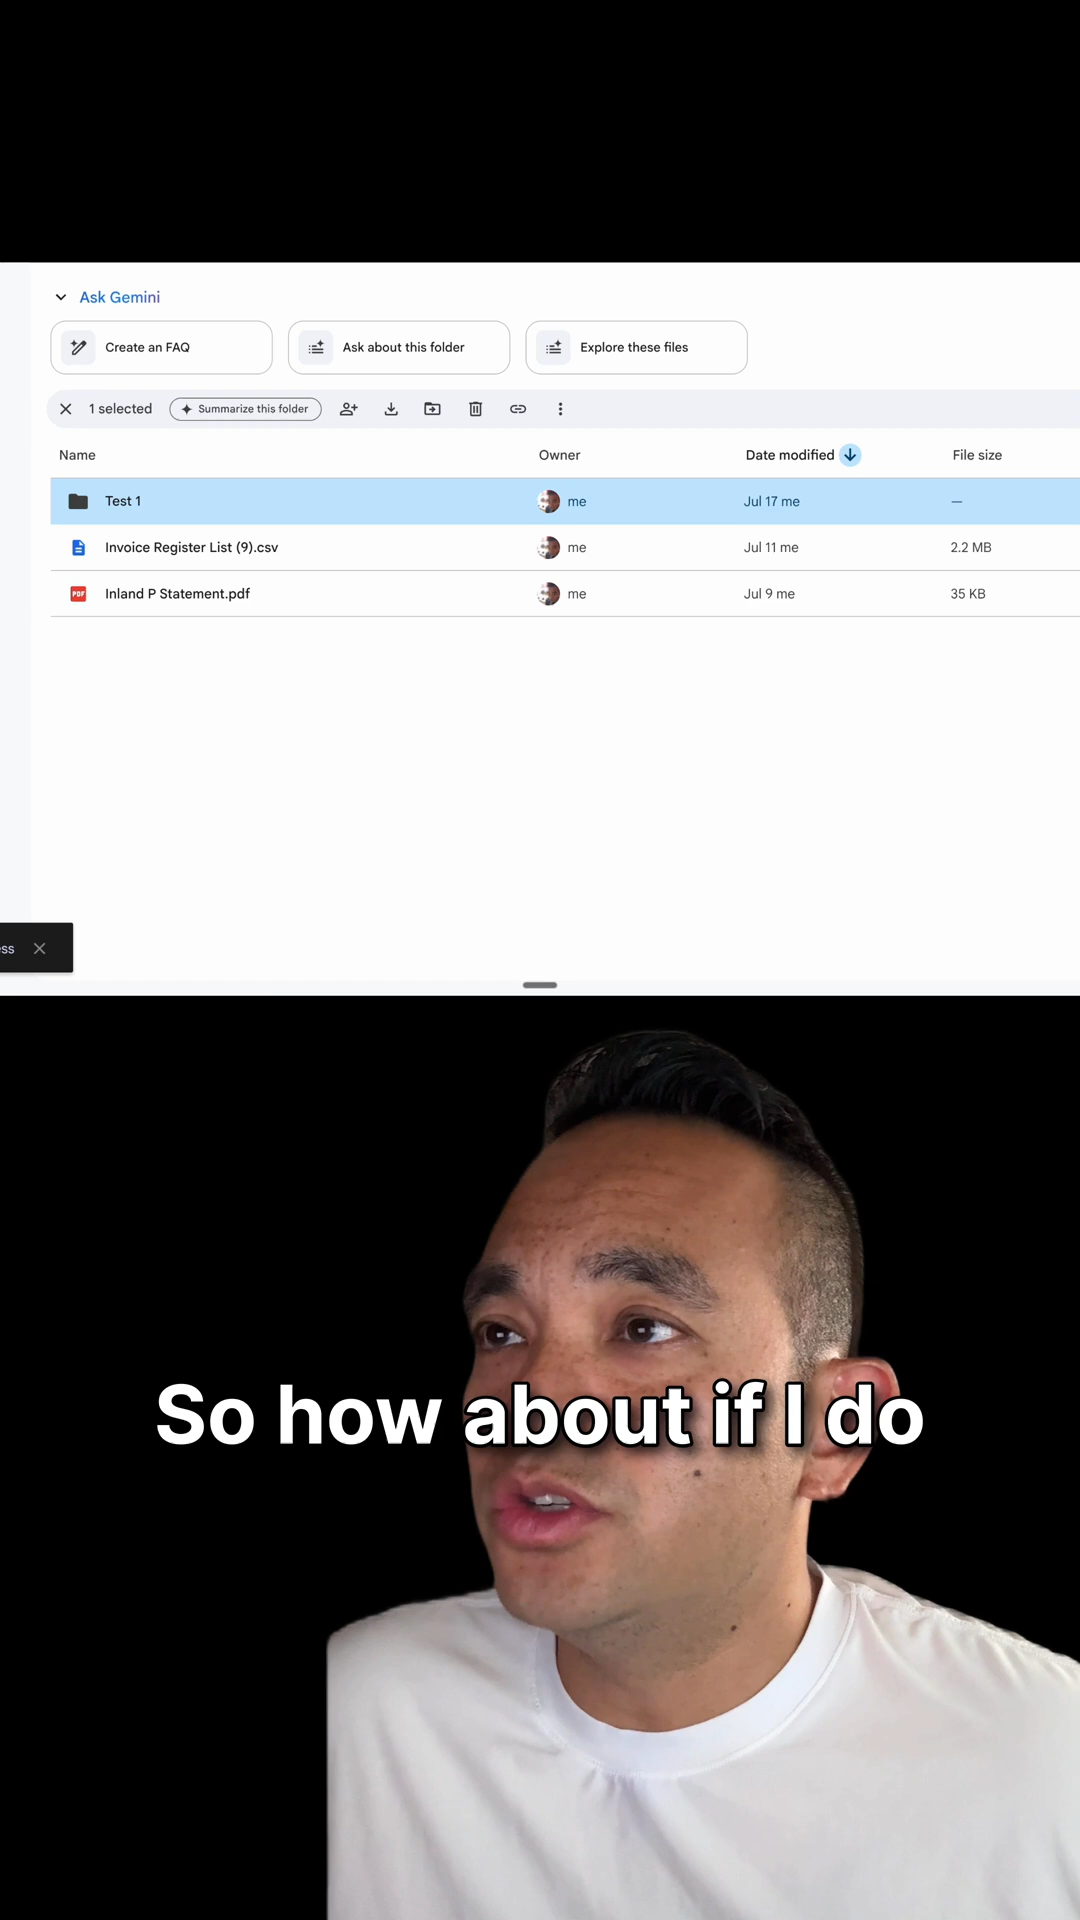 Ask Gemini
Create an FAQ
Ask about this folder
Explore these files
1 selected
Summarize this folder
Name
Owner
Date modified
File size
Test 1
me
Jul 17 me
—
Invoice Register List (9).csv
me
Jul 11 me
2.2 MB
PDF
Inland P Statement.pdf
me
Jul 9 me
35 KB
ss
So how about if I do